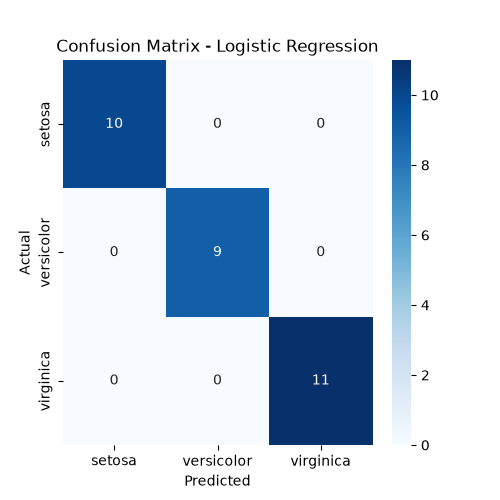 Confusion Matrix - Logistic Regression
setosa
10
0
0
10
8
Actual
versicolor
0
9
0
6
4
virginica
0
0
11
2
0
setosa
versicolor
virginica
Predicted